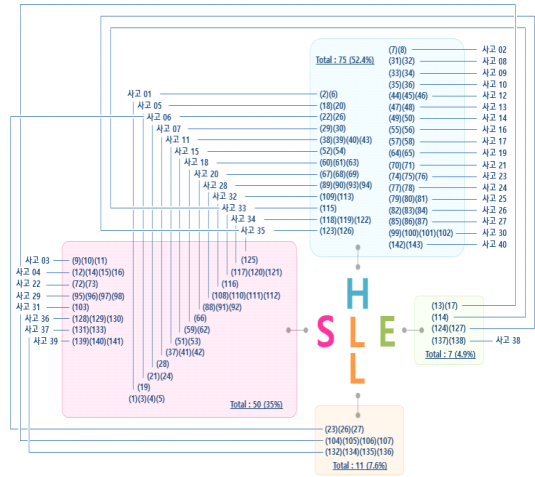 Total : 75 (52.4%)
(7)(8) 사고 02
(31)(32) 사고 08
(33)(34) 사고 09
(35)(36) 사고 10
사고 01 (2)(6) (44)(45)(46) 사고 12
사고 05 (18)(20) (47)(48) 사고 13
사고 06 (22)(26) (49)(50) 사고 14
사고 07 (29)(30) (55)(56) 사고 16
사고 11 (38)(39)(40)(43) (57)(58) 사고 17
사고 15 (52)(54) (64)(65) 사고 19
사고 18 (60)(61)(63) (70)(71) 사고 21
사고 20 (67)(68)(69) (74)(75)(76) 사고 23
사고 28 (89)(90)(93)(94) (77)(78) 사고 24
사고 32 (109)(113) (79)(80)(81) 사고 25
사고 33 (115) (82)(83)(84) 사고 26
사고 34 (118)(119)(122) (85)(86)(87) 사고 27
사고 35 (123)(126) (99)(100)(101)(102) 사고 30
(142)(143) 사고 40
(125)
사고 03 (9)(10)(11)
사고 04 (12)(14)(15)(16) (117)(120)(121)
사고 22 (72)(73) (116)
사고 29 (95)(96)(97)(98) (108)(110)(111)(112)
사고 31 (103) (88)(91)(92)
사고 36 (128)(129)(130) (66)
사고 37 (131)(133) (59)(62)
사고 39 (139)(140)(141) (51)(53)
(37)(41)(42)
(28)
(21)(24)
(19)
(1)(3)(4)(5)
Total : 50 (35%)
H
S L E
L
(13)(17)
(114)
(124)(127)
(137)(138) 사고 38
Total : 7 (4.9%)
(23)(26)(27)
(104)(105)(106)(107)
(132)(134)(135)(136)
Total : 11 (7.6%)